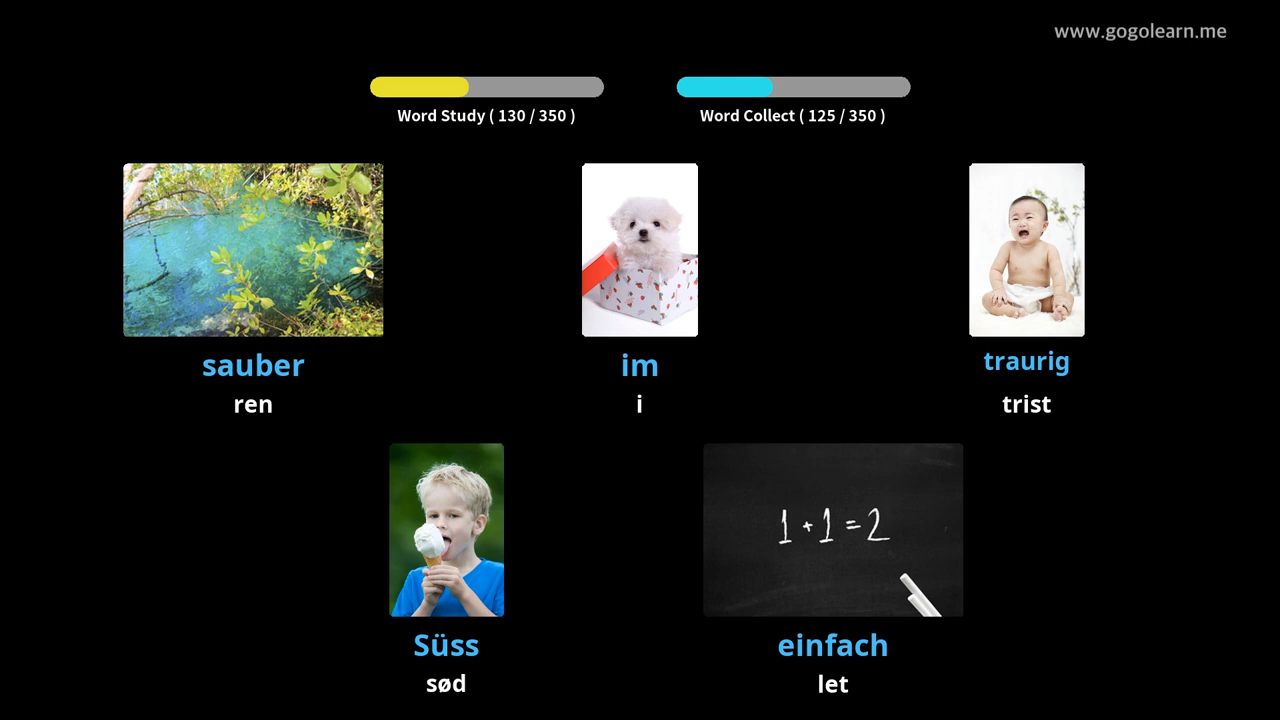 www.gogolearn.me
Word Study ( 130 / 350 )
Word Collect ( 125 / 350 )
sauber
ren
im
i
traurig
trist
1 + 1 = 2
Süss
sød
einfach
let